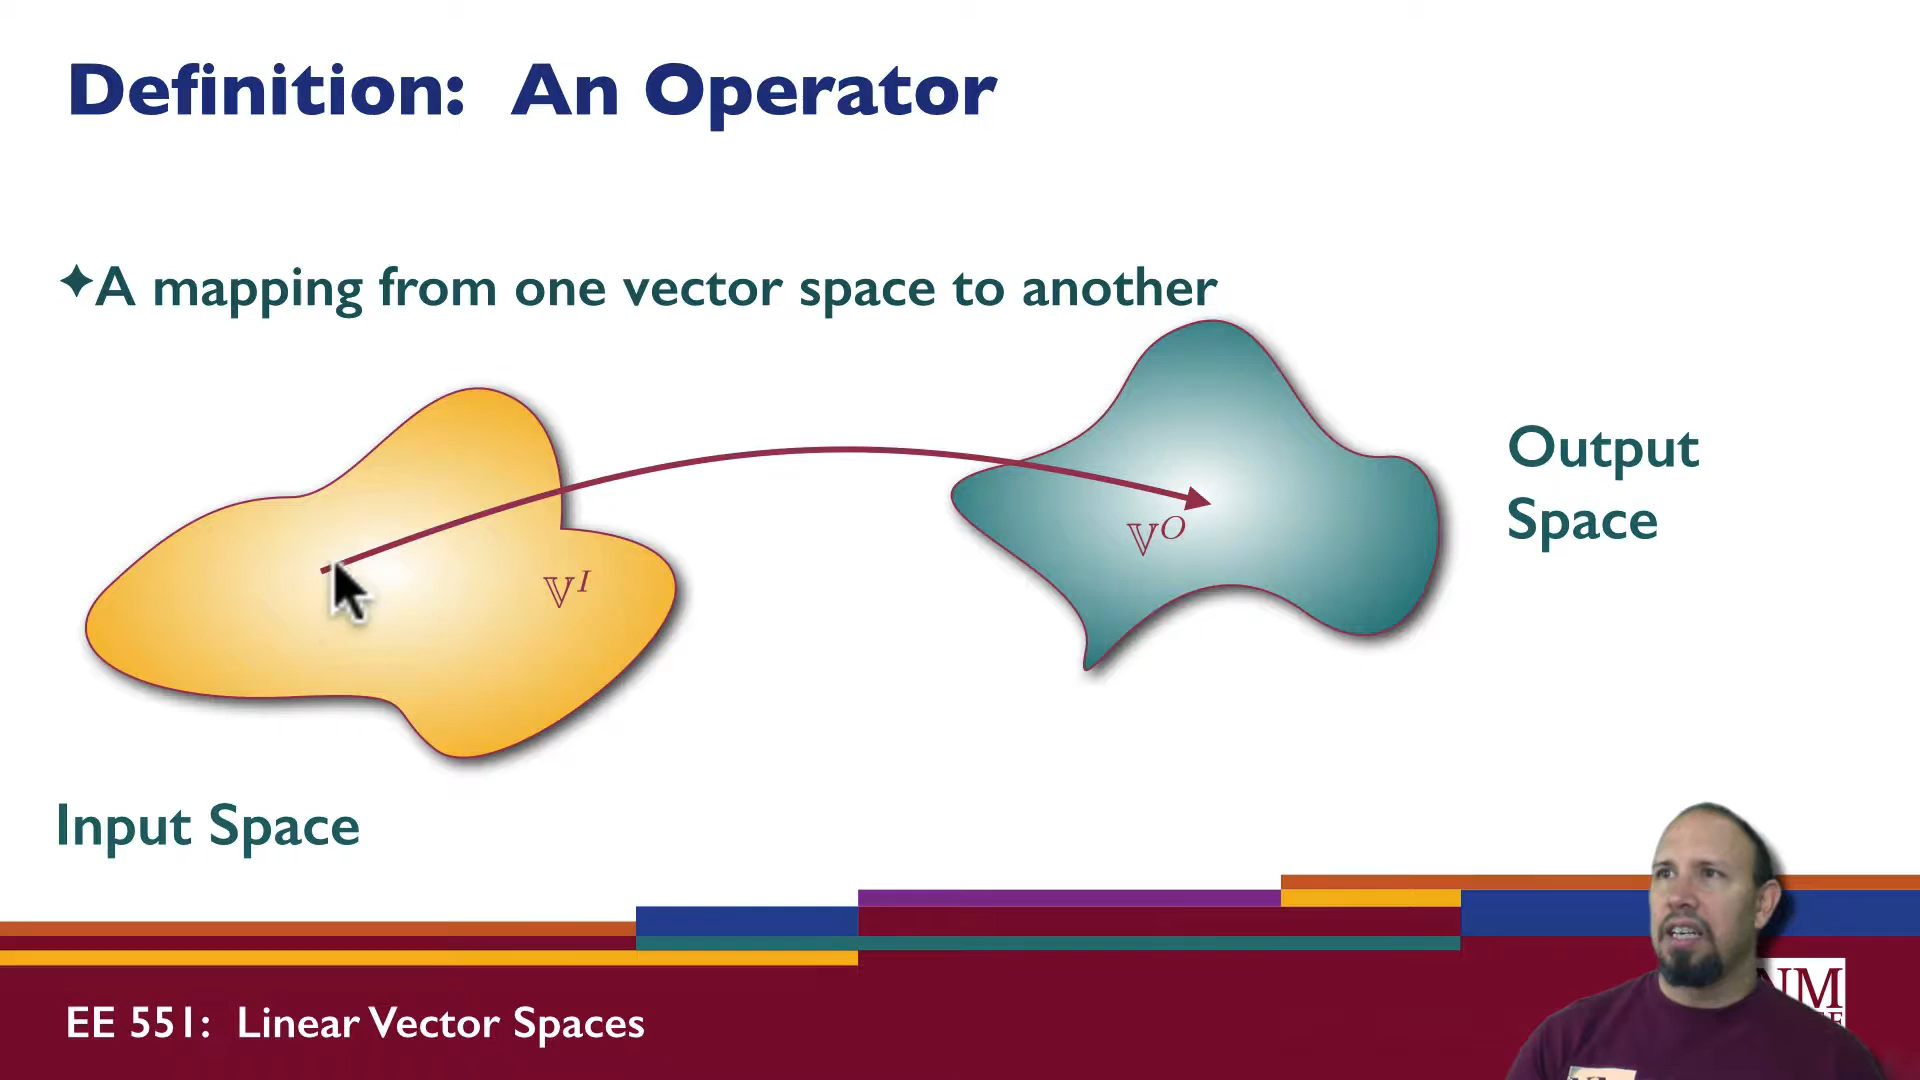 Definition: An Operator
✦A mapping from one vector space to another
𝕍^O
Output
Space
𝕍^I
Input Space
NM
EE 551: Linear Vector Spaces